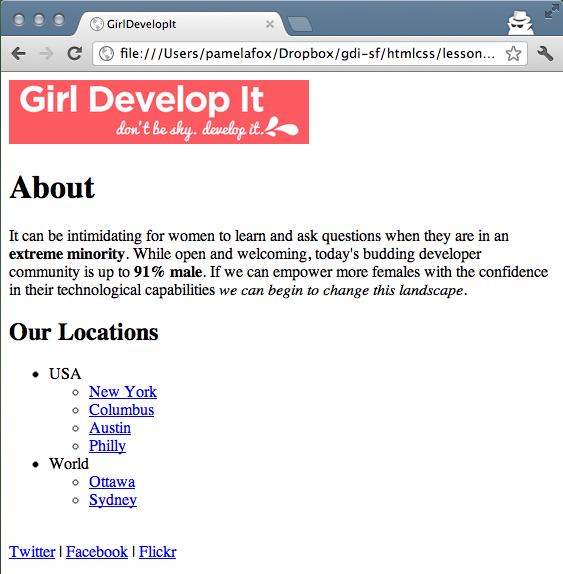 GirlDevelopIt
file:///Users/pamelafox/Dropbox/gdi-sf/htmlcss/lesson...
Girl Develop It
don't be shy. develop it.
About
It can be intimidating for women to learn and ask questions when they are in an
extreme minority. While open and welcoming, today's budding developer
community is up to 91% male. If we can empower more females with the confidence
in their technological capabilities we can begin to change this landscape.
Our Locations
USA
New York
Columbus
Austin
Philly
World
Ottawa
Sydney
Twitter | Facebook | Flickr